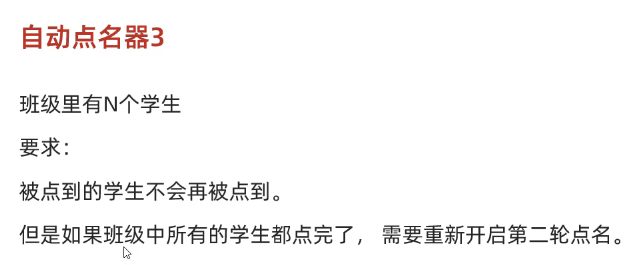 自动点名器3
班级里有N个学生
要求：
被点到的学生不会再被点到。
但是如果班级中所有的学生都点完了， 需要重新开启第二轮点名。